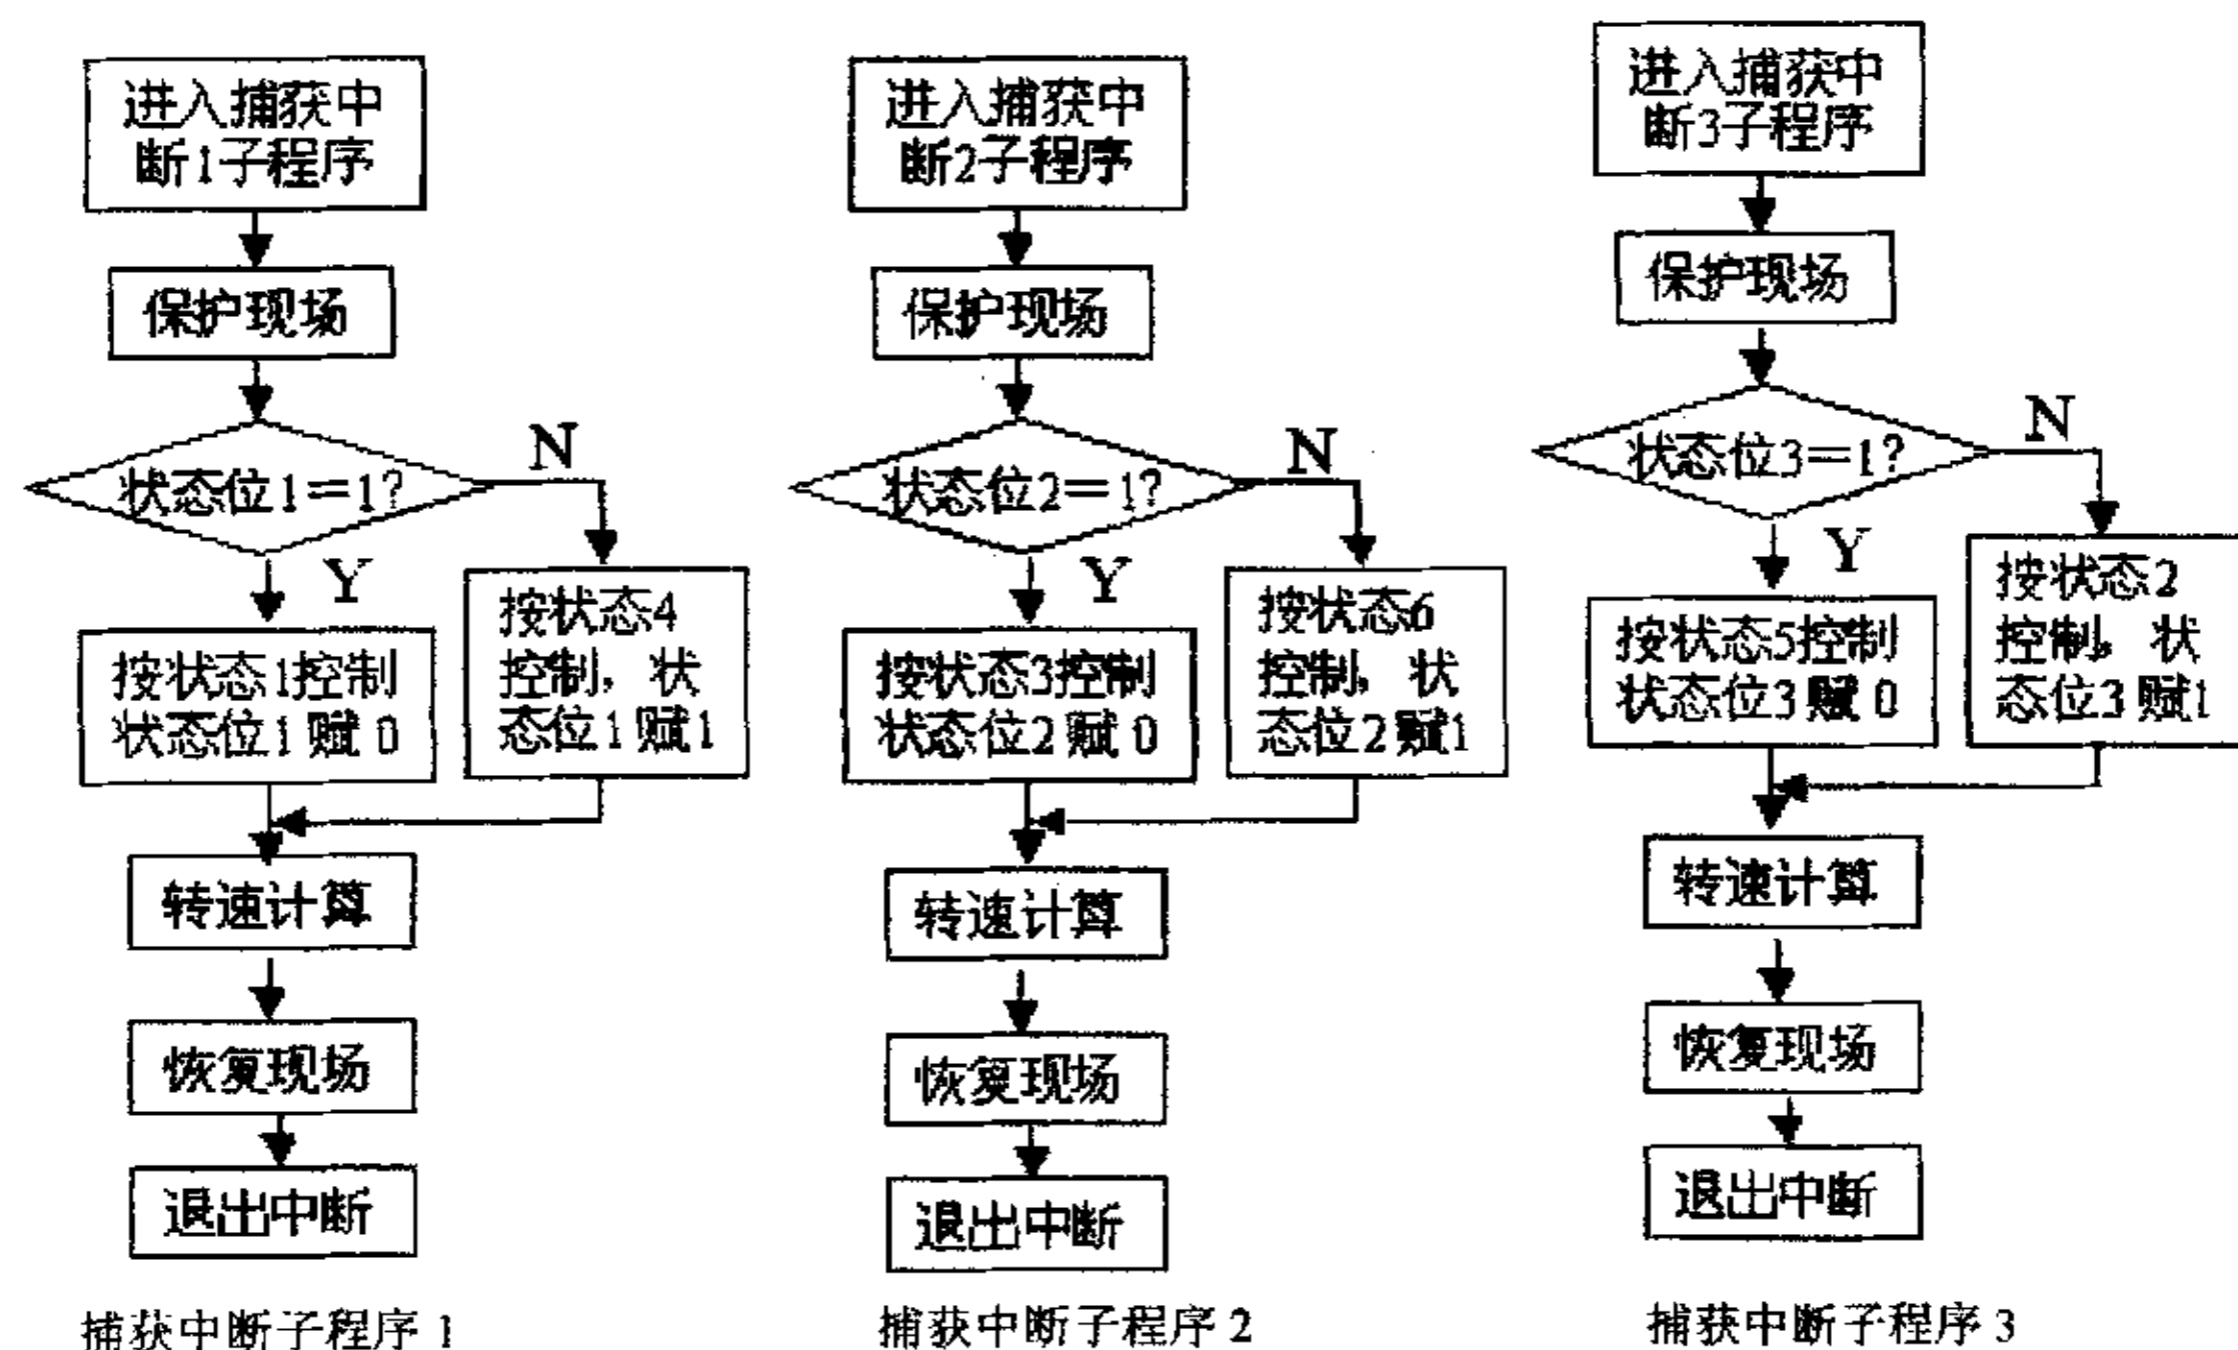 进入捕获中
断1子程序
保护现场
状态位1==1?
N
Y
按状态1控制
状态位1赋0
按状态4
控制，状
态位1赋1
转速计算
恢复现场
退出中断
捕获中断子程序 1
进入捕获中
断2子程序
保护现场
状态位2==1?
N
Y
按状态3控制
状态位2赋0
按状态6
控制，状
态位2赋1
转速计算
恢复现场
退出中断
捕获中断子程序 2
进入捕获中
断3子程序
保护现场
状态位3==1?
N
Y
按状态5控制
状态位3赋0
按状态2
控制，状
态位3赋1
转速计算
恢复现场
退出中断
捕获中断子程序 3